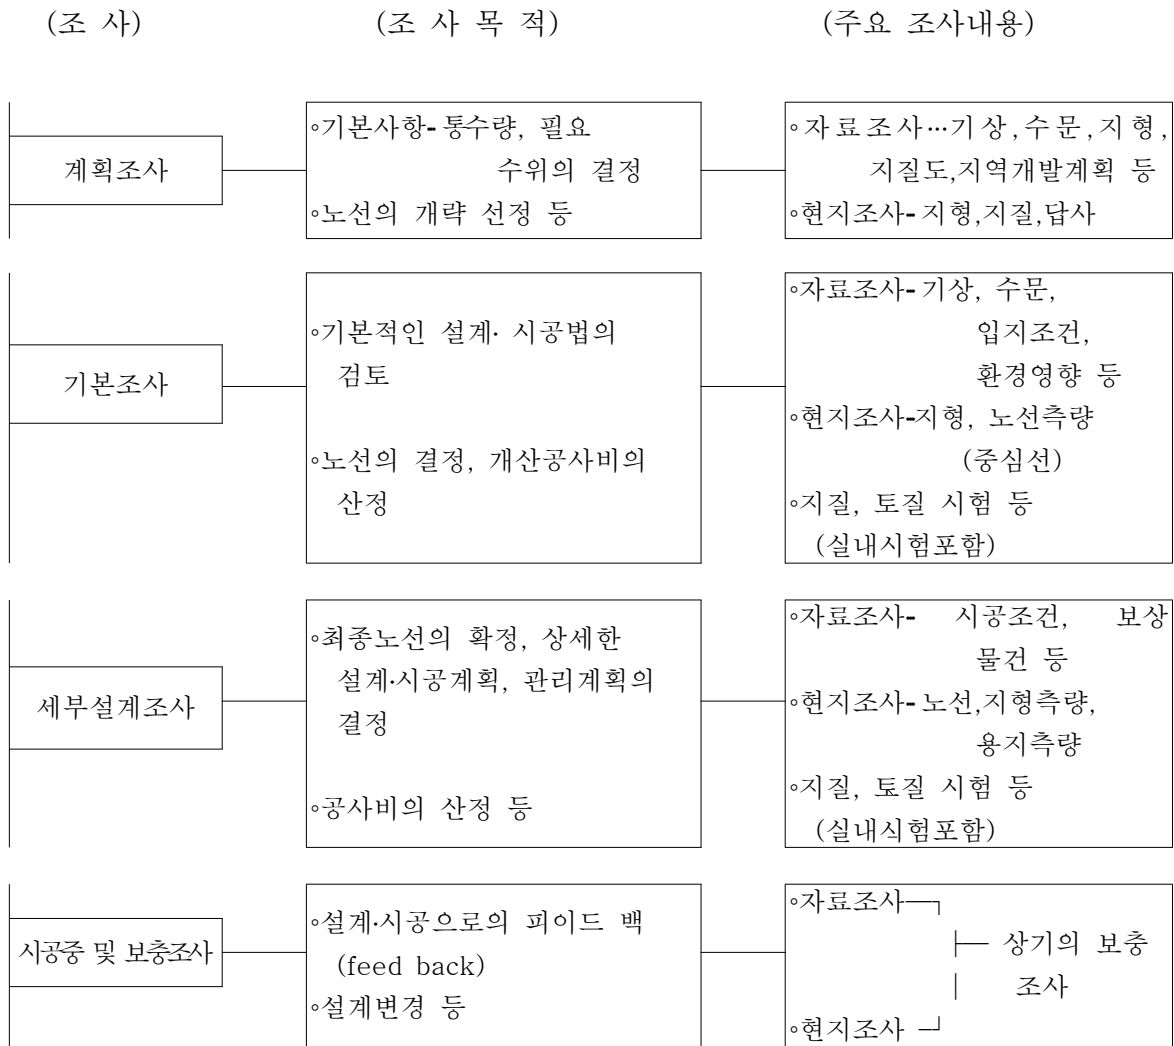 (조 사) (조 사 목 적) (주요 조사내용)
계획조사
◦기본사항-통수량, 필요
수위의 결정
◦노선의 개략 선정 등
◦자료조사…기상,수문,지형,
지질도,지역개발계획 등
◦현지조사-지형,지질,답사
기본조사
◦기본적인 설계· 시공법의
검토
◦노선의 결정, 개산공사비의
산정
◦자료조사-기상, 수문,
입지조건,
환경영향 등
◦현지조사-지형, 노선측량
(중심선)
◦지질, 토질 시험 등
(실내시험포함)
세부설계조사
◦최종노선의 확정, 상세한
설계·시공계획, 관리계획의
결정
◦공사비의 산정 등
◦자료조사- 시공조건, 보상
물건 등
◦현지조사-노선,지형측량,
용지측량
◦지질, 토질 시험 등
(실내시험포함)
시공중 및 보충조사
◦설계·시공으로의 피이드 백
(feed back)
◦설계변경 등
◦자료조사─┐
├─ 상기의 보충
│ 조사
◦현지조사 ─┘